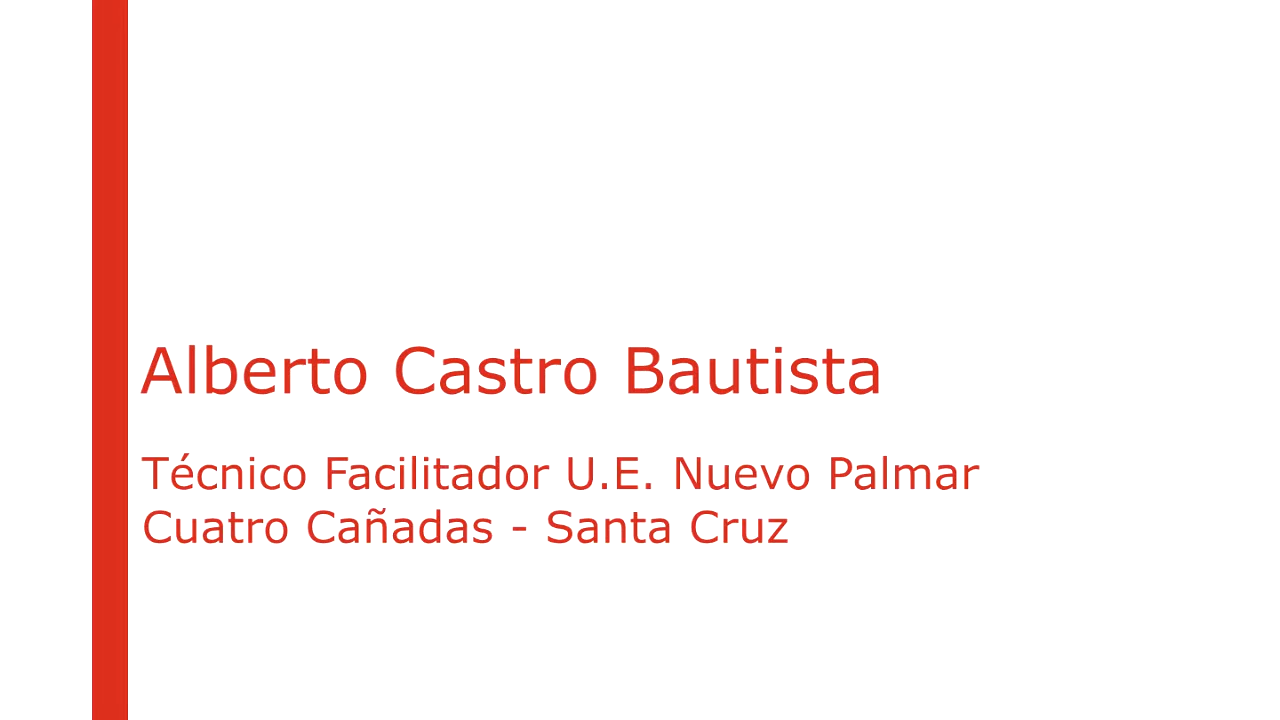 Alberto Castro Bautista
Técnico Facilitador U.E. Nuevo Palmar
Cuatro Cañadas - Santa Cruz